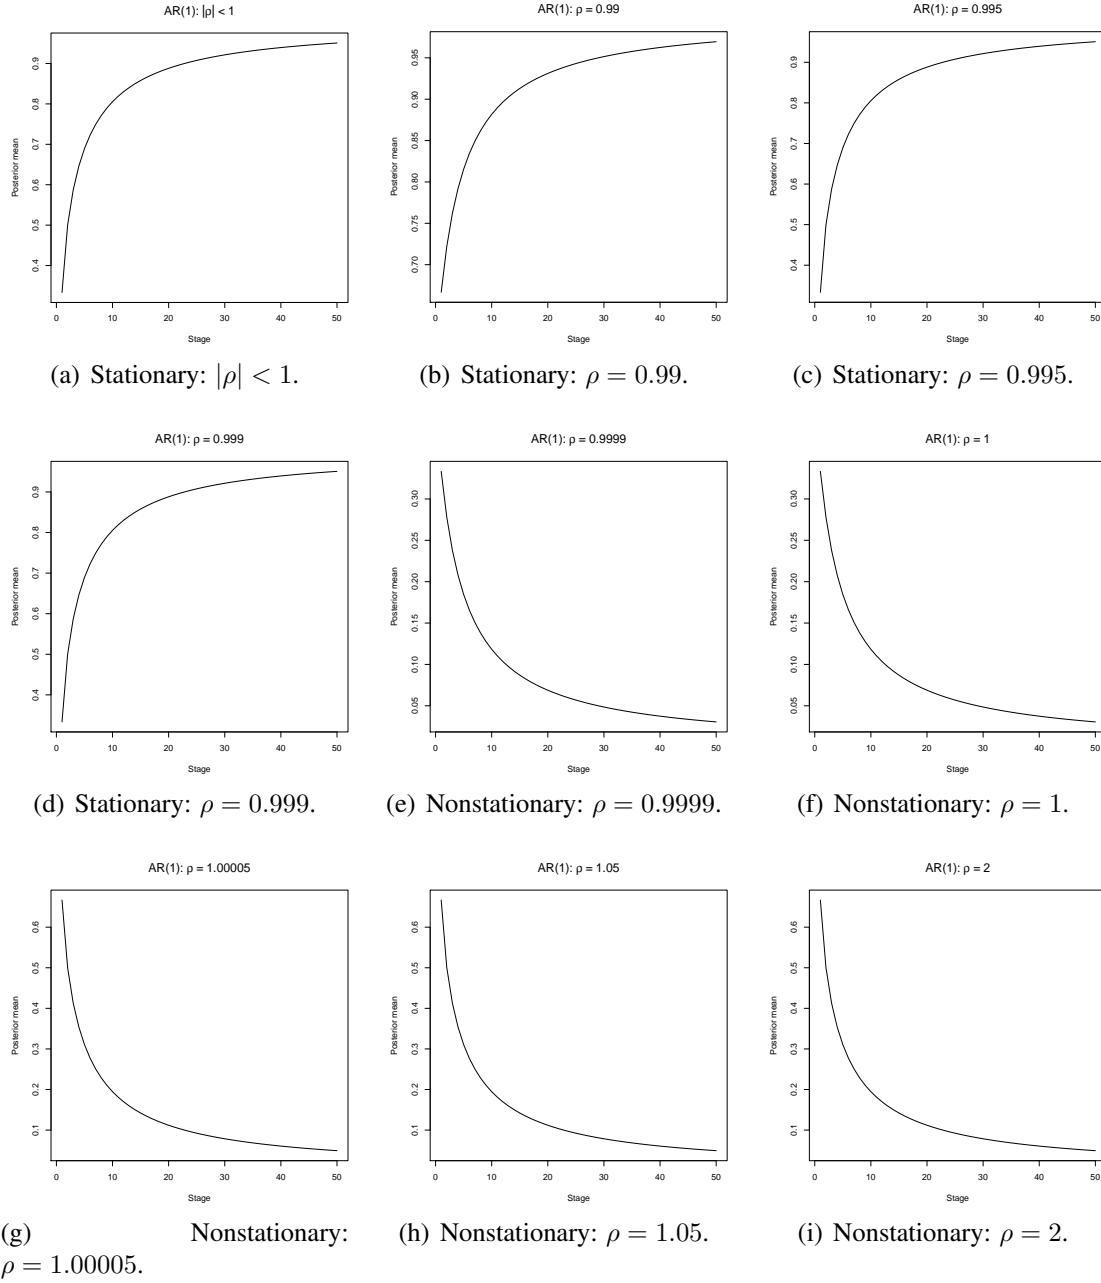 AR(1): |ρ| < 1
AR(1): ρ = 0.99
AR(1): ρ = 0.995
Posterior mean
0.4 0.5 0.6 0.7 0.8 0.9
0 10 20 30 40 50
Stage
Posterior mean
0.70 0.75 0.80 0.85 0.90 0.95
0 10 20 30 40 50
Stage
Posterior mean
0.4 0.5 0.6 0.7 0.8 0.9
0 10 20 30 40 50
Stage
(a) Stationary: |ρ| < 1.
(b) Stationary: ρ = 0.99.
(c) Stationary: ρ = 0.995.
AR(1): ρ = 0.999
AR(1): ρ = 0.9999
AR(1): ρ = 1
Posterior mean
0.4 0.5 0.6 0.7 0.8 0.9
0 10 20 30 40 50
Stage
Posterior mean
0.05 0.10 0.15 0.20 0.25 0.30
0 10 20 30 40 50
Stage
Posterior mean
0.05 0.10 0.15 0.20 0.25 0.30
0 10 20 30 40 50
Stage
(d) Stationary: ρ = 0.999.
(e) Nonstationary: ρ = 0.9999.
(f) Nonstationary: ρ = 1.
AR(1): ρ = 1.00005
AR(1): ρ = 1.05
AR(1): ρ = 2
Posterior mean
0.1 0.2 0.3 0.4 0.5 0.6
0 10 20 30 40 50
Stage
Posterior mean
0.1 0.2 0.3 0.4 0.5 0.6
0 10 20 30 40 50
Stage
Posterior mean
0.1 0.2 0.3 0.4 0.5 0.6
0 10 20 30 40 50
Stage
(g) Nonstationary:
ρ = 1.00005.
(h) Nonstationary: ρ = 1.05.
(i) Nonstationary: ρ = 2.